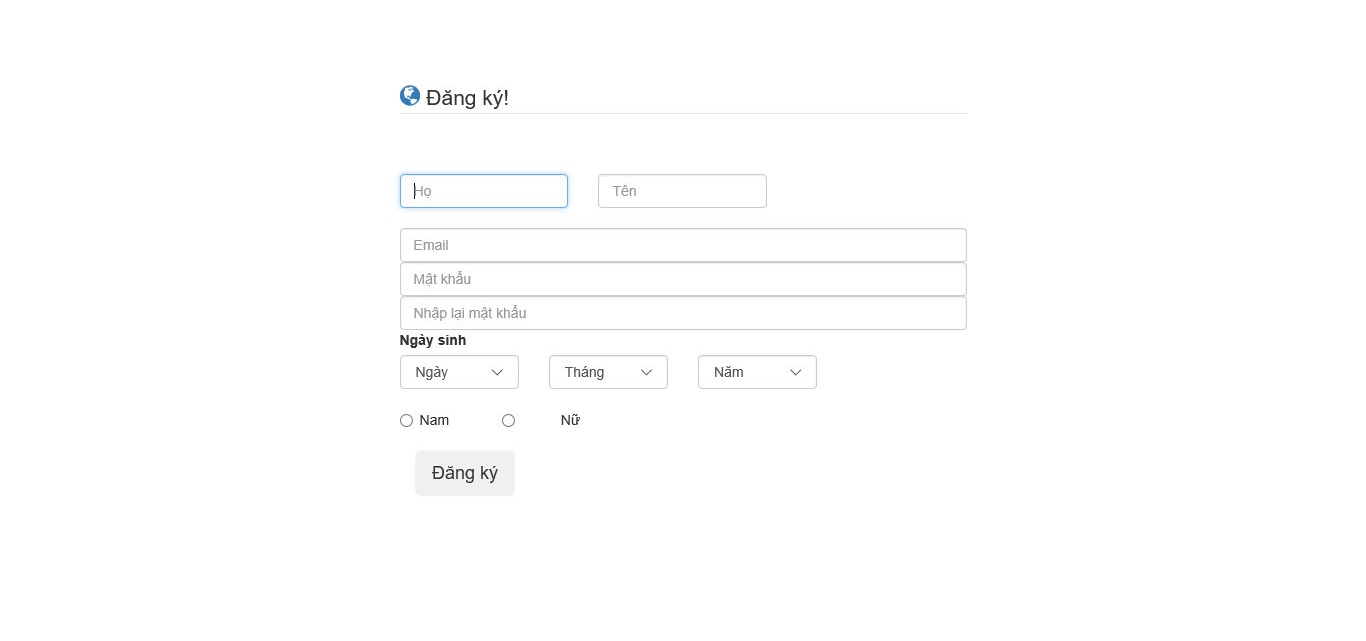 Đăng ký!
Họ Tên
Email
Mật khẩu
Nhập lại mật khẩu
Ngày sinh
Ngày Tháng Năm
Nam Nữ
Đăng ký